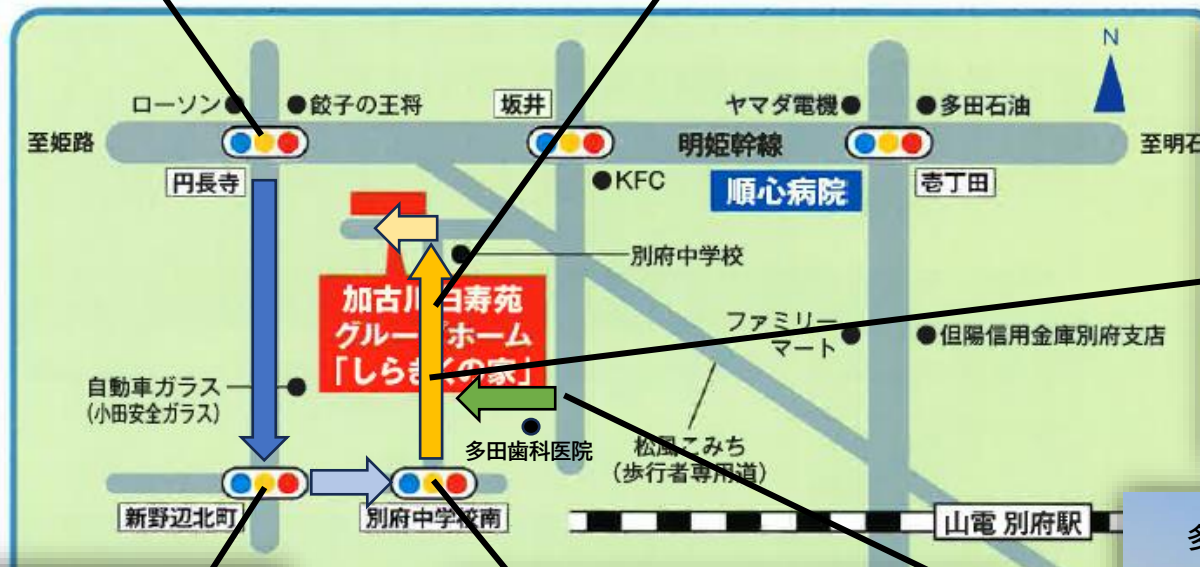 N
ローソン
餃子の王将
坂井
ヤマダ電機
多田石油
至姫路
明姫幹線
至明石
円長寺
KFC
順心病院
壱丁田
別府中学校
加古川白寿苑
グループホーム
「しらぎくの家」
ファミリー
マート
但陽信用金庫別府支店
自動車ガラス
(小田安全ガラス)
多田歯科医院
松風こみち
(歩行者専用道)
新野辺北町
別府中学校南
山電 別府駅
多